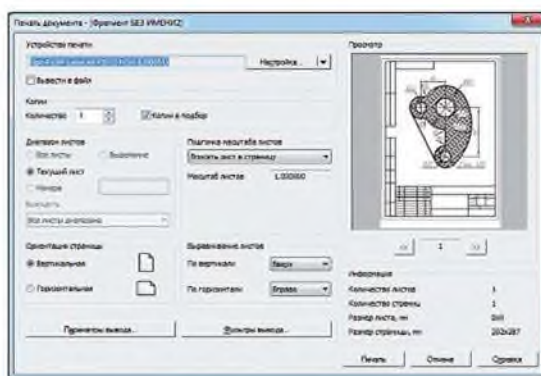 Печать документа - [Фрагмент БЕЗ ИМЕНИ2]
Устройство печати
Настройка...
Вывести в файл
Копии
Количество 1
Копии в подбор
Диапазон листов
Все листы
Выделение
Текущий лист
Номера
Выводить
Все листы диапазона
Подгонка масштаба листов
Вписать лист в страницу
Масштаб листов 1.000000
Ориентация страницы
Вертикальная
Горизонтальная
Выравнивание листов
По вертикали Вверх
По горизонтали Вправо
Параметры вывода...
Фильтры вывода...
Просмотр
<< 1 >>
Информация
Количество листов 1
Количество страниц 1
Размер листа, мм 0x0
Размер страницы, мм 202x287
Печать Отмена Справка